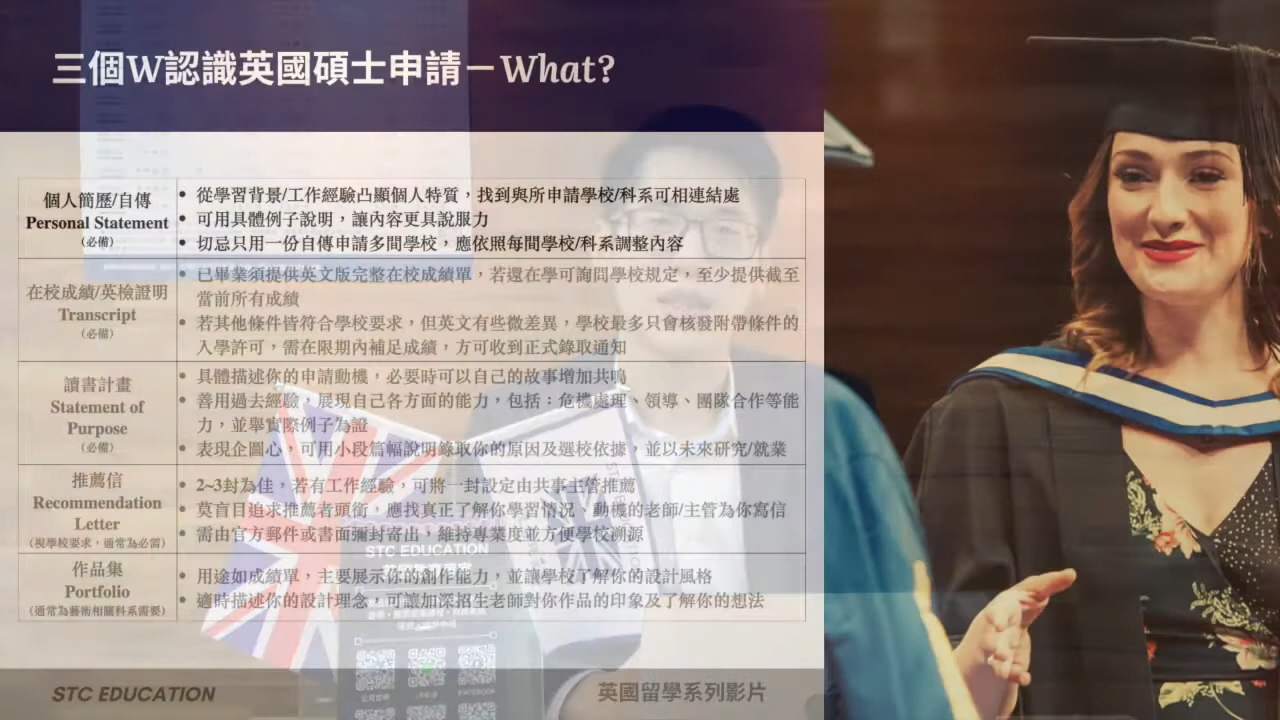 三個W認識英國碩士申請－What?
個人簡歷/自傳
Personal Statement
（必備）
• 從學習背景/工作經驗凸顯個人特質，找到與所申請學校/科系可相連結處
• 可用具體例子說明，讓內容更具說服力
• 切忌只用一份自傳申請多間學校，應依照每間學校/科系調整內容
在校成績/英檢證明
Transcript
（必備）
• 已畢業須提供英文版完整在校成績單，若還在學可詢問學校規定，至少提供截至
當前所有成績
• 若其他條件皆符合學校要求，但英文有些微差異，學校最多只會核發附帶條件的
入學許可，需在限期內補足成績，方可收到正式錄取通知
讀書計畫
Statement of
Purpose
（必備）
• 具體描述你的申請動機，必要時可以自己的故事增加共鳴
• 善用過去經驗，展現自己各方面的能力，包括：危機處理、領導、團隊合作等能
力，並舉實際例子為證
• 表現企圖心，可用小段篇幅說明錄取你的原因及選校依據，並以未來研究/就業
推薦信
Recommendation
Letter
（視學校要求，通常為必需）
• 2~3封為佳，若有工作經驗，可將一封設定由共事主管推薦
• 莫盲目追求推薦者頭銜，應找真正了解你學習情況、動機的老師/主管為你寫信
• 需由官方郵件或書面彌封寄出，維持專業度並方便學校溯源
作品集
Portfolio
（通常為藝術相關科系需要）
• 用途如成績單，主要展示你的創作能力，並讓學校了解你的設計風格
• 適時描述你的設計理念，可讓加深招生老師對你作品的印象及了解你的想法
STC EDUCATION
STC EDUCATION
英國留學系列影片